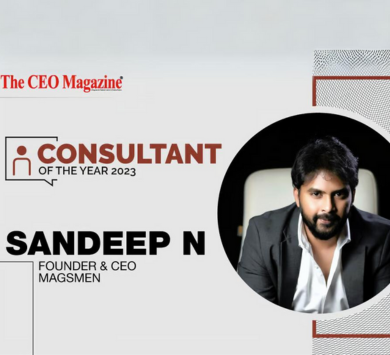 The CEO Magazine
CONSULTANT
OF THE YEAR 2023
SANDEEP N
FOUNDER & CEO
MAGSMEN